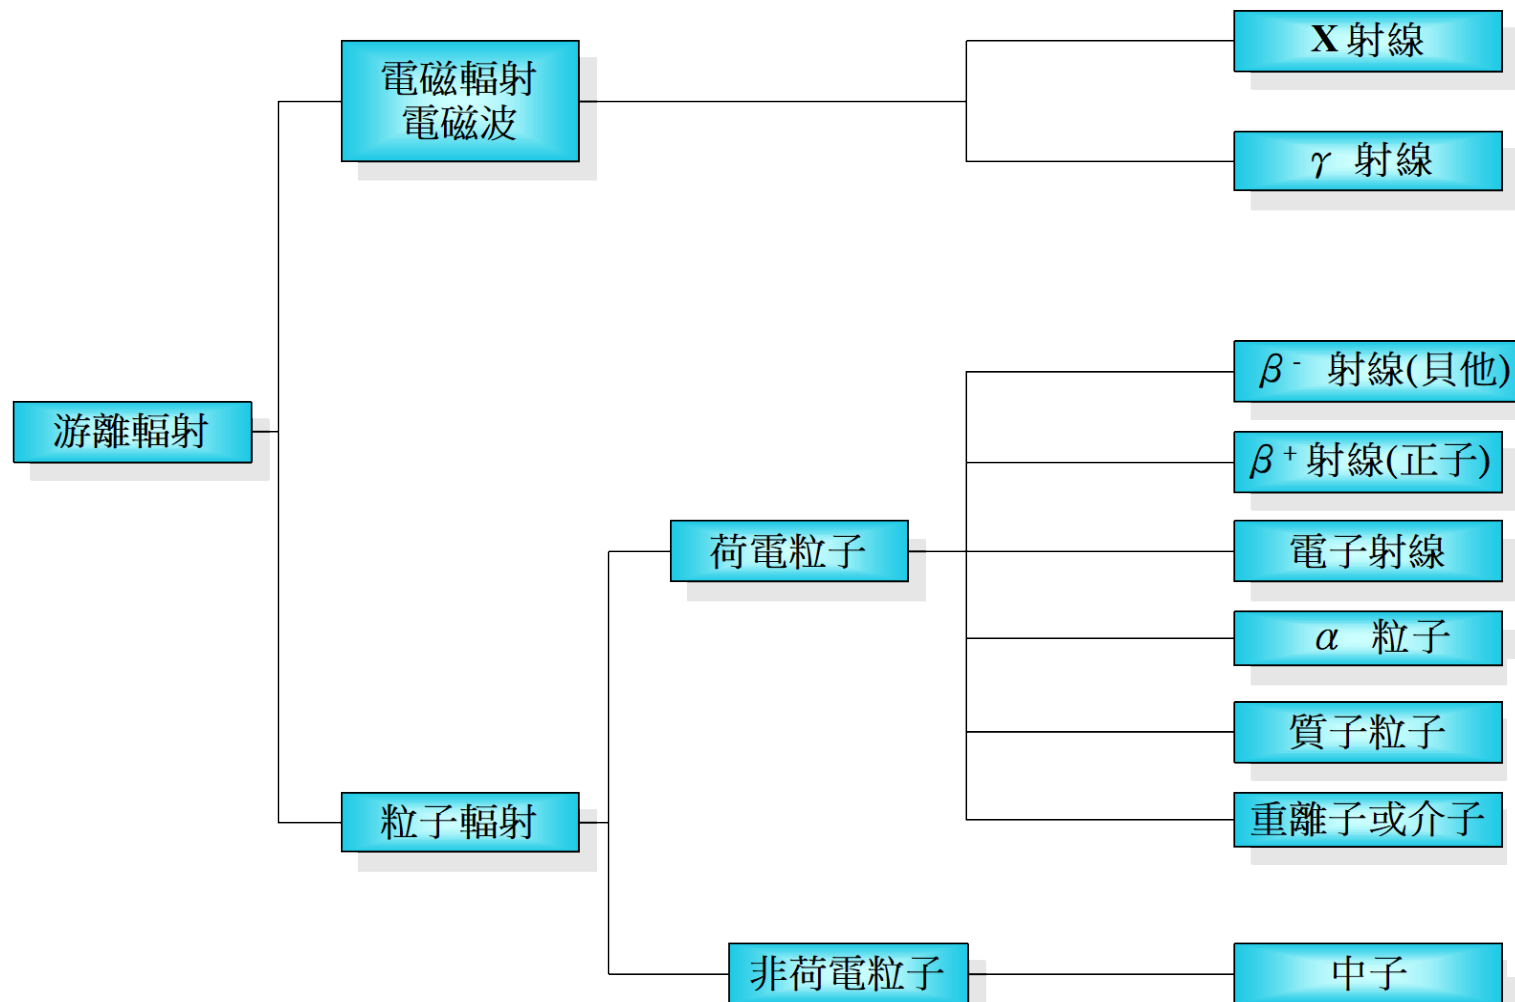 X 射線
電磁輻射
電磁波
γ 射線
β - 射線(貝他)
游離輻射
β + 射線(正子)
荷電粒子
電子射線
α 粒子
質子粒子
粒子輻射
重離子或介子
非荷電粒子
中子